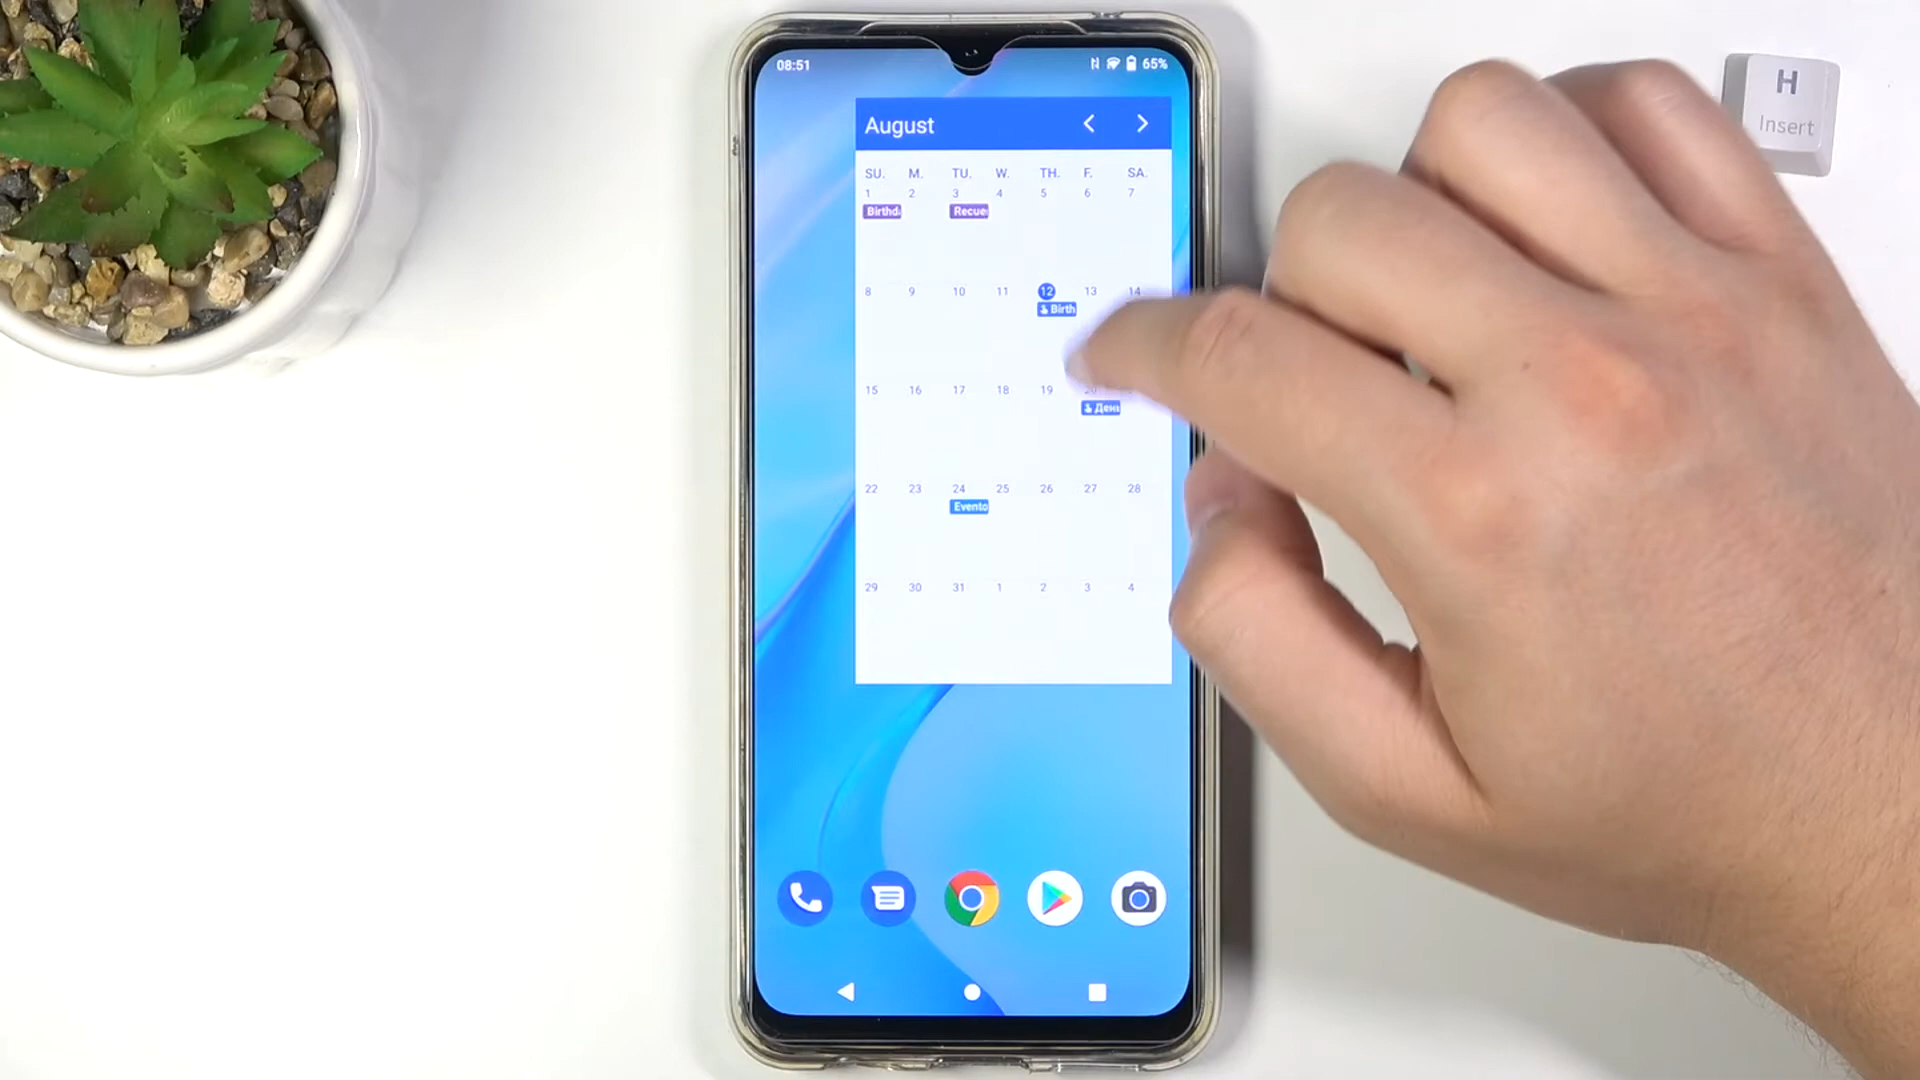 08:51 65%
August
SU. M. TU. W. TH. F. SA.
1 2 3 4 5 6 7
Birthd Recue
8 9 10 11 12 13 14
Birth
15 16 17 18 19 20
День
22 23 24 25 26 27 28
Evento
29 30 31 1 2 3 4
H
Insert